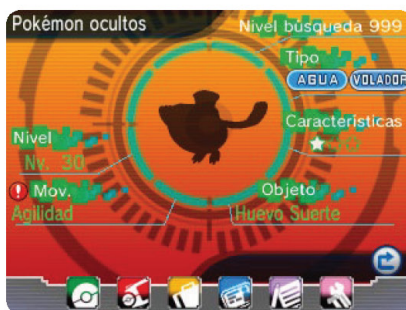 Pokémon ocultos
Nivel búsqueda 999
Tipo
AGUA VOLADOR
Características
Nivel
Nv. 30
! Mov.
Agilidad
Objeto
Huevo Suerte